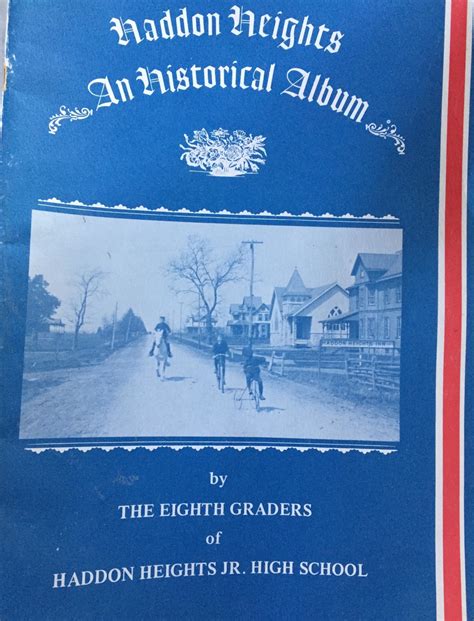 Haddon Heights
An Historical Album
by
THE EIGHTH GRADERS
of
HADDON HEIGHTS JR. HIGH SCHOOL